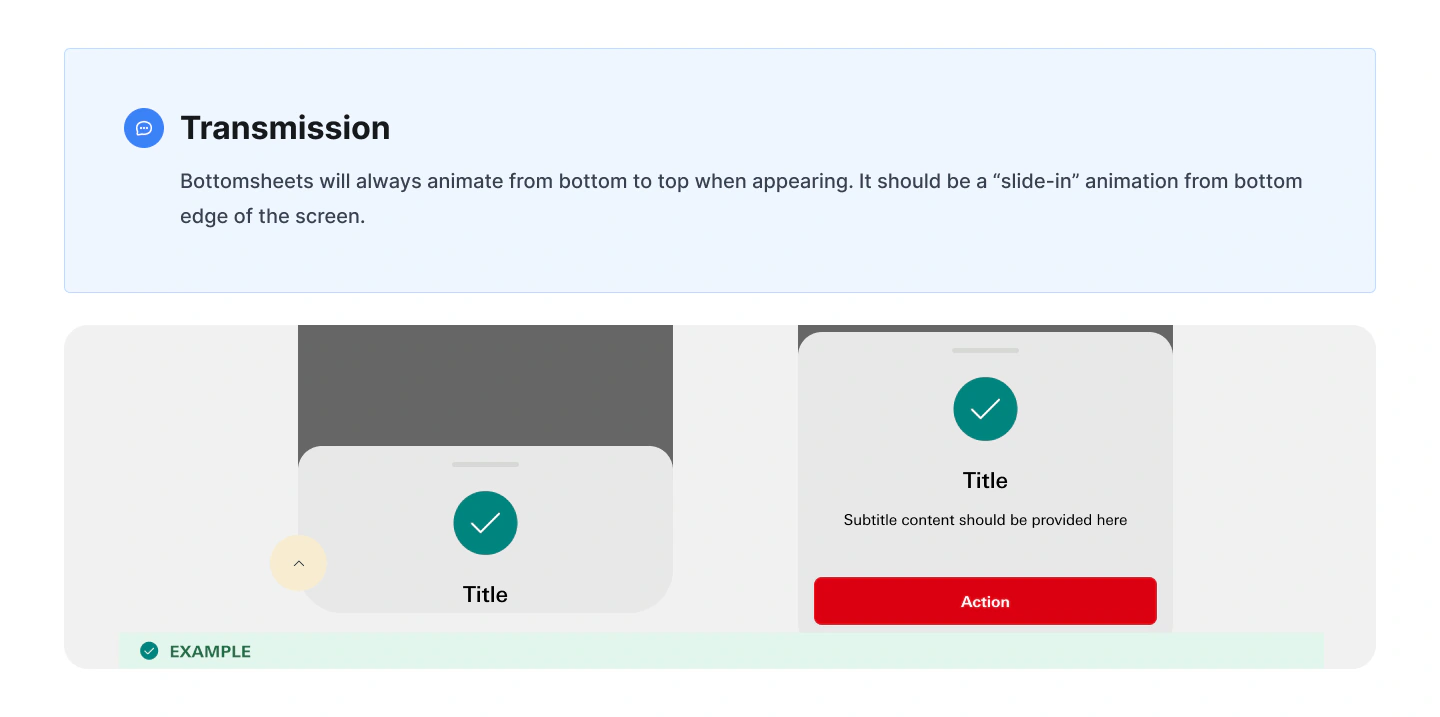 Transmission
Bottomsheets will always animate from bottom to top when appearing. It should be a “slide-in” animation from bottom
edge of the screen.
Title
Title
Subtitle content should be provided here
Action
EXAMPLE